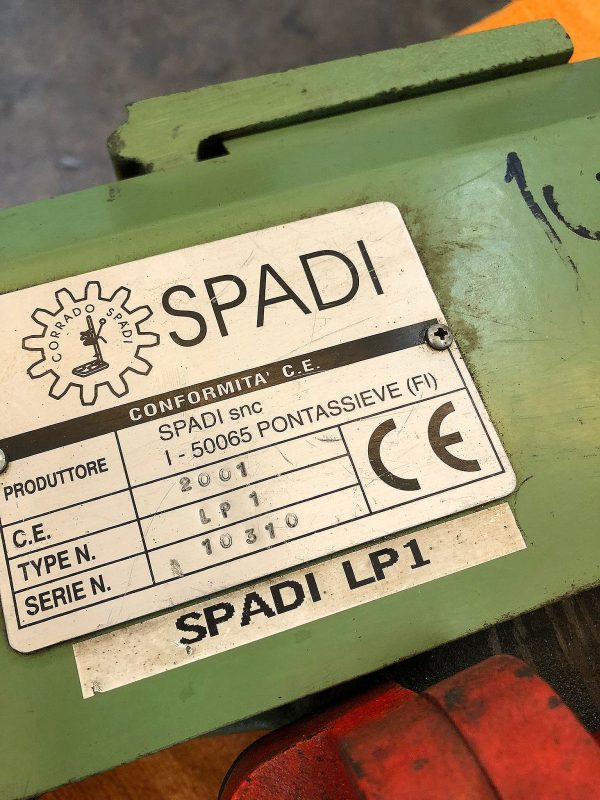 10
CORRADO SPADI
SPADI
CONFORMITA' C.E.
PRODUTTORE
SPADI snc
I - 50065 PONTASSIEVE (FI)
C.E. 2001
TYPE N. LP 1
SERIE N. 10310
CE
SPADI LP1